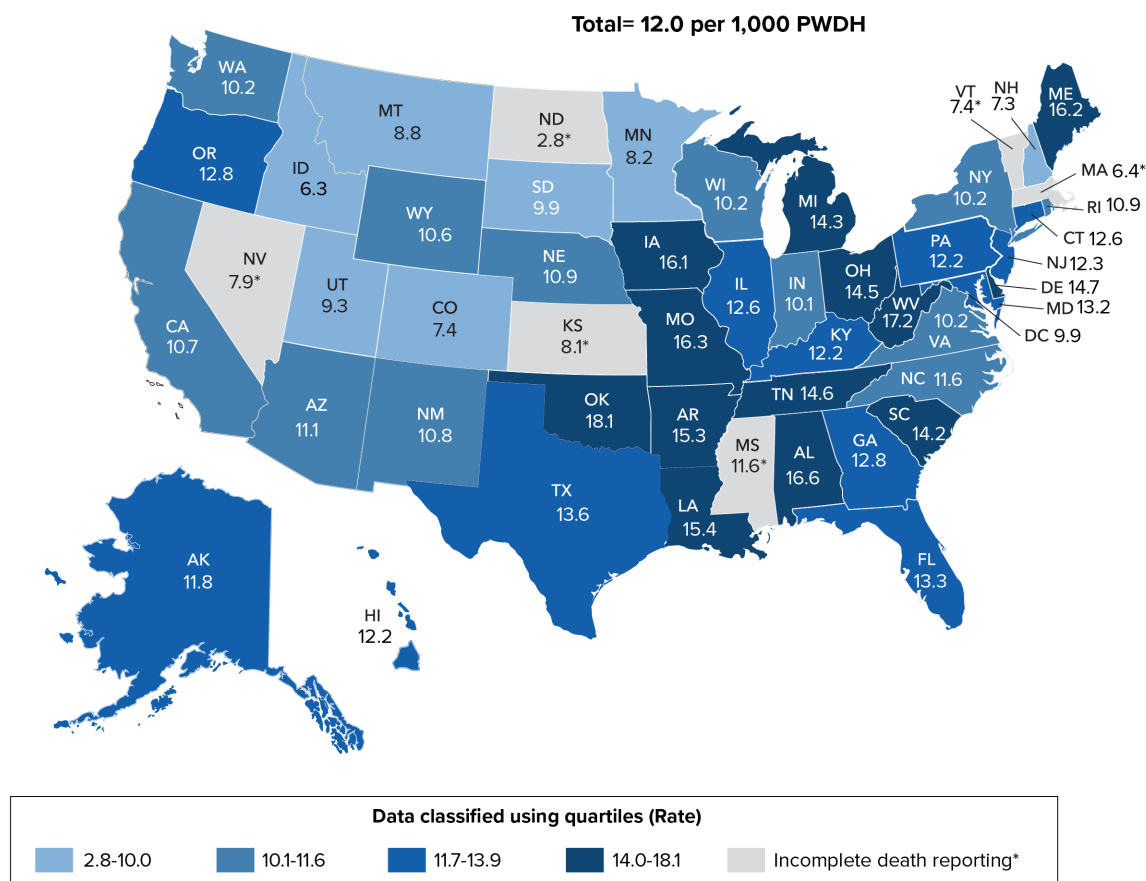 Total= 12.0 per 1,000 PWDH
WA
10.2
MT
8.8
ND
2.8*
MN
8.2
VT
7.4*
NH
7.3
ME
16.2
OR
12.8
ID
6.3
SD
9.9
WI
10.2
MI
14.3
NY
10.2
MA 6.4*
RI 10.9
CT 12.6
WY
10.6
NV
7.9*
UT
9.3
CO
7.4
NE
10.9
IA
16.1
IL
12.6
IN
10.1
OH
14.5
PA
12.2
NJ 12.3
DE 14.7
MD 13.2
DC 9.9
CA
10.7
KS
8.1*
MO
16.3
KY
12.2
WV
17.2
10.2
VA
AZ
11.1
NM
10.8
OK
18.1
AR
15.3
TN 14.6
NC 11.6
SC
14.2
TX
13.6
LA
15.4
MS
11.6*
AL
16.6
GA
12.8
FL
13.3
AK
11.8
HI
12.2
Data classified using quartiles (Rate)
2.8-10.0
10.1-11.6
11.7-13.9
14.0-18.1
Incomplete death reporting*